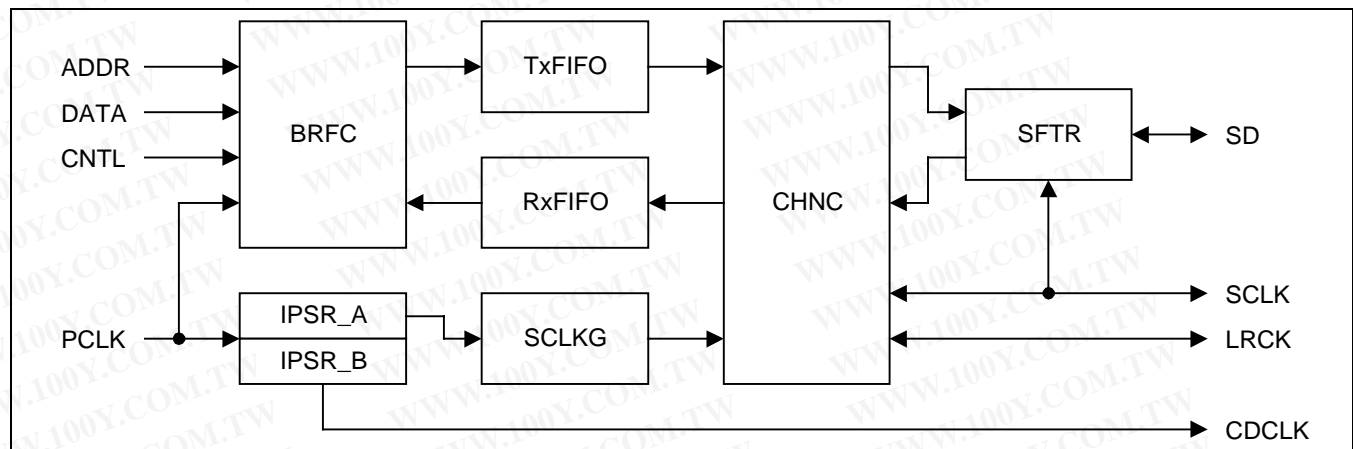 ADDR
DATA
CNTL
PCLK
BRFC
TxFIFO
RxFIFO
IPSR_A
IPSR_B
SCLKG
CHNC
SFTR
SD
SCLK
LRCK
CDCLK
WWW.100Y.COM.TW